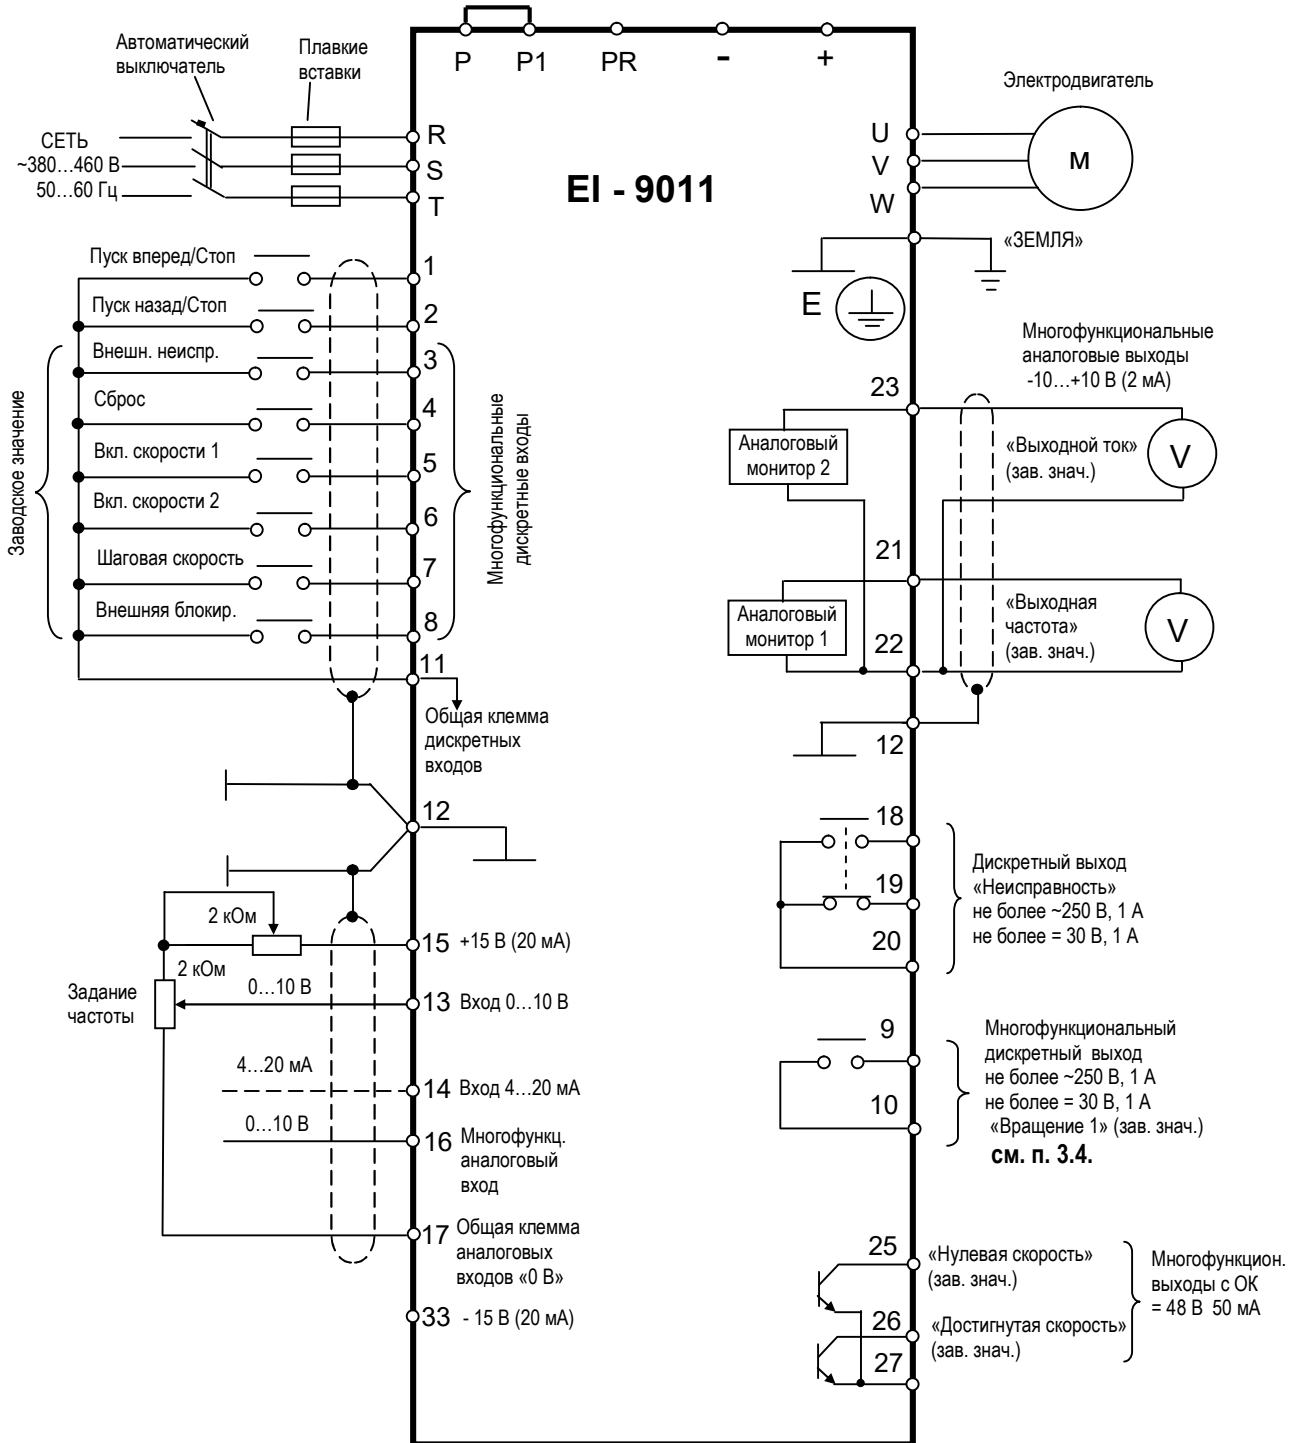 P P1 PR - +
Автоматический
выключатель
Плавкие
вставки
СЕТЬ
~380...460 В
50...60 Гц
R
S
T
EI - 9011
U
V
W
Электродвигатель
М
«ЗЕМЛЯ»
E
Пуск вперед/Стоп
1
Пуск назад/Стоп
2
Внешн. неиспр.
3
Сброс
4
Вкл. скорости 1
5
Вкл. скорости 2
6
Шаговая скорость
7
Внешняя блокир.
8
Заводское значение
Многофункциональные
дискретные входы
11
Общая клемма
дискретных
входов
12
2 кОм
15 +15 В (20 мА)
2 кОм
Задание
частоты
0...10 В
13 Вход 0...10 В
4...20 мА
14 Вход 4...20 мА
0...10 В
16 Многофункц.
аналоговый
вход
17 Общая клемма
аналоговых
входов «0 В»
33 - 15 В (20 мА)
Многофункциональные
аналоговые выходы
-10...+10 В (2 мА)
23
Аналоговый
монитор 2
«Выходной ток»
(зав. знач.)
V
21
Аналоговый
монитор 1
22
«Выходная
частота»
(зав. знач.)
V
12
18
19
20
Дискретный выход
«Неисправность»
не более ~250 В, 1 А
не более = 30 В, 1 А
9
10
Многофункциональный
дискретный выход
не более ~250 В, 1 А
не более = 30 В, 1 А
«Вращение 1» (зав. знач.)
см. п. 3.4.
25
«Нулевая скорость»
(зав. знач.)
26
«Достигнутая скорость»
(зав. знач.)
27
Многофункцион.
выходы с ОК
= 48 В 50 мА